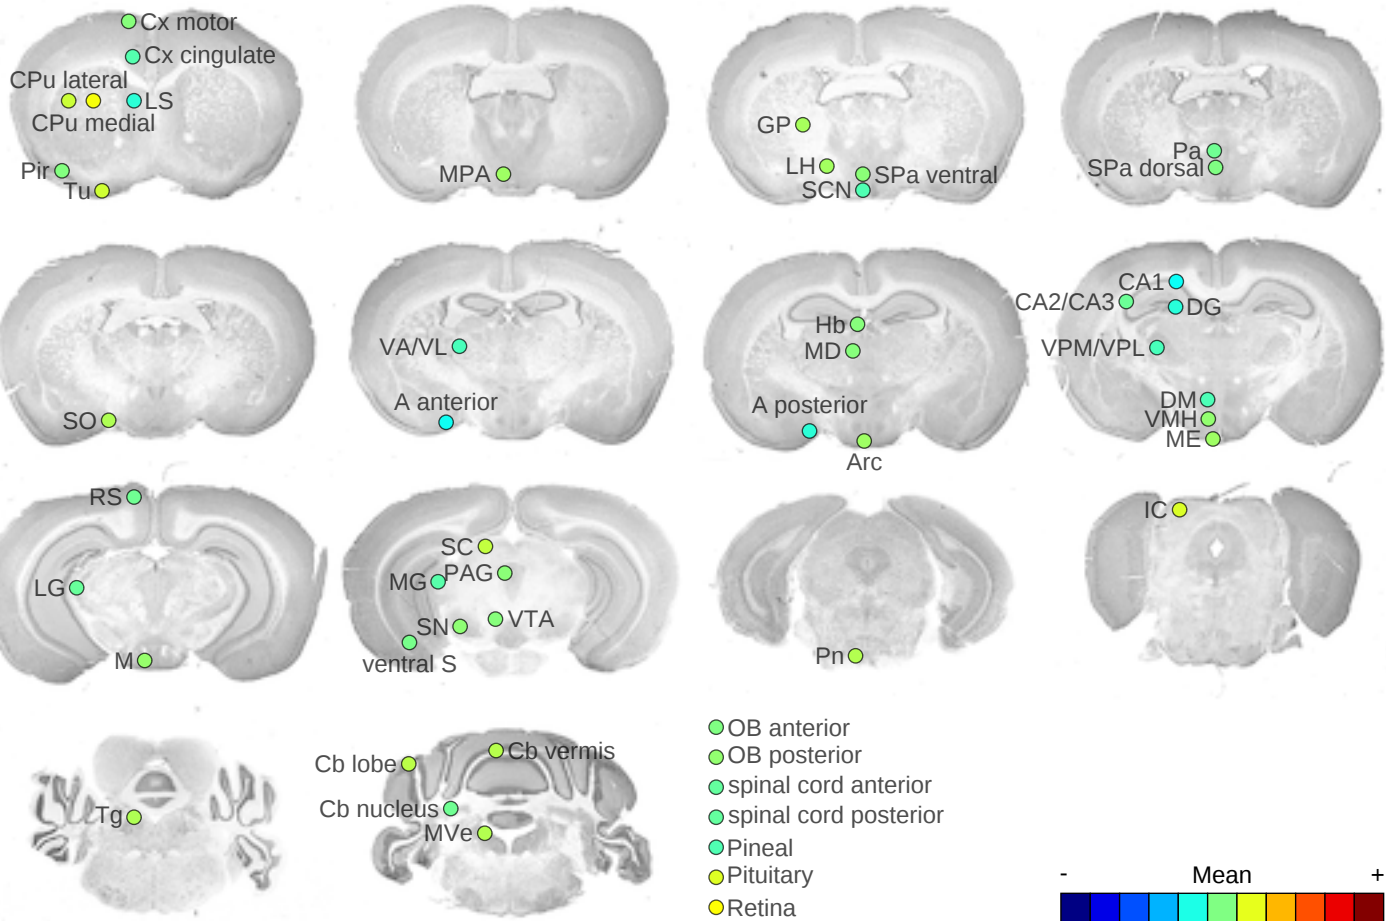 Cx motor
Cx cingulate
CPu lateral
LS
CPu medial
Pir
Tu
MPA
GP
LH
SPa ventral
SCN
Pa
SPa dorsal
SO
VA/VL
A anterior
Hb
MD
A posterior
Arc
CA1
CA2/CA3
DG
VPM/VPL
DM
VMH
ME
RS
LG
M
SC
PAG
MG
VTA
SN
ventral S
Pn
IC
Tg
Cb vermis
Cb lobe
Cb nucleus
MVe
OB anterior
OB posterior
spinal cord anterior
spinal cord posterior
Pineal
Pituitary
Retina
- Mean +